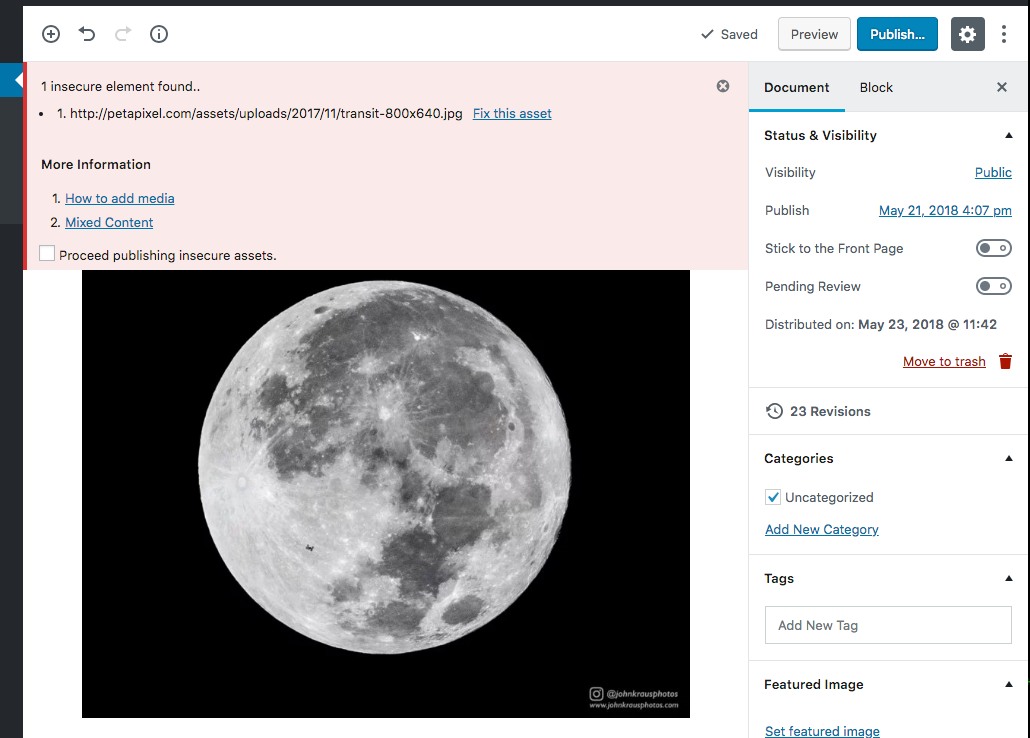 Saved
Preview
Publish...
1 insecure element found..
1. http://petapixel.com/assets/uploads/2017/11/transit-800x640.jpg Fix this asset
More Information
1. How to add media
2. Mixed Content
Proceed publishing insecure assets.
@johnkrausphotos
www.johnkrausphotos.com
Document
Block
Status & Visibility
Visibility Public
Publish May 21, 2018 4:07 pm
Stick to the Front Page
Pending Review
Distributed on: May 23, 2018 @ 11:42
Move to trash
23 Revisions
Categories
Uncategorized
Add New Category
Tags
Add New Tag
Featured Image
Set featured image